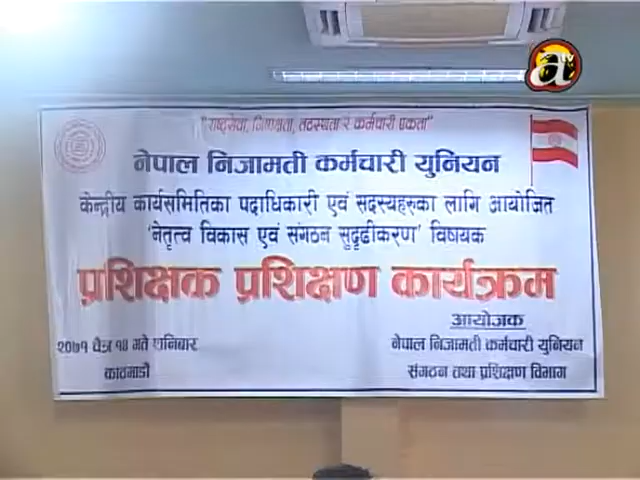 "राष्ट्रसेवा, निष्पक्षता, तटस्थता र कर्मचारी एकता"
नेपाल निजामती कर्मचारी युनियन
केन्द्रीय कार्यसमितिका पदाधिकारी एवं सदस्यहरुका लागि आयोजित
'नेतृत्व विकास एवं संगठन सुदृढीकरण' विषयक
प्रशिक्षक प्रशिक्षण कार्यक्रम
आयोजक
२०७१ चैत्र १४ गते शनिबार
नेपाल निजामती कर्मचारी युनियन
काठमाडौं
संगठन तथा प्रशिक्षण विभाग
a tv